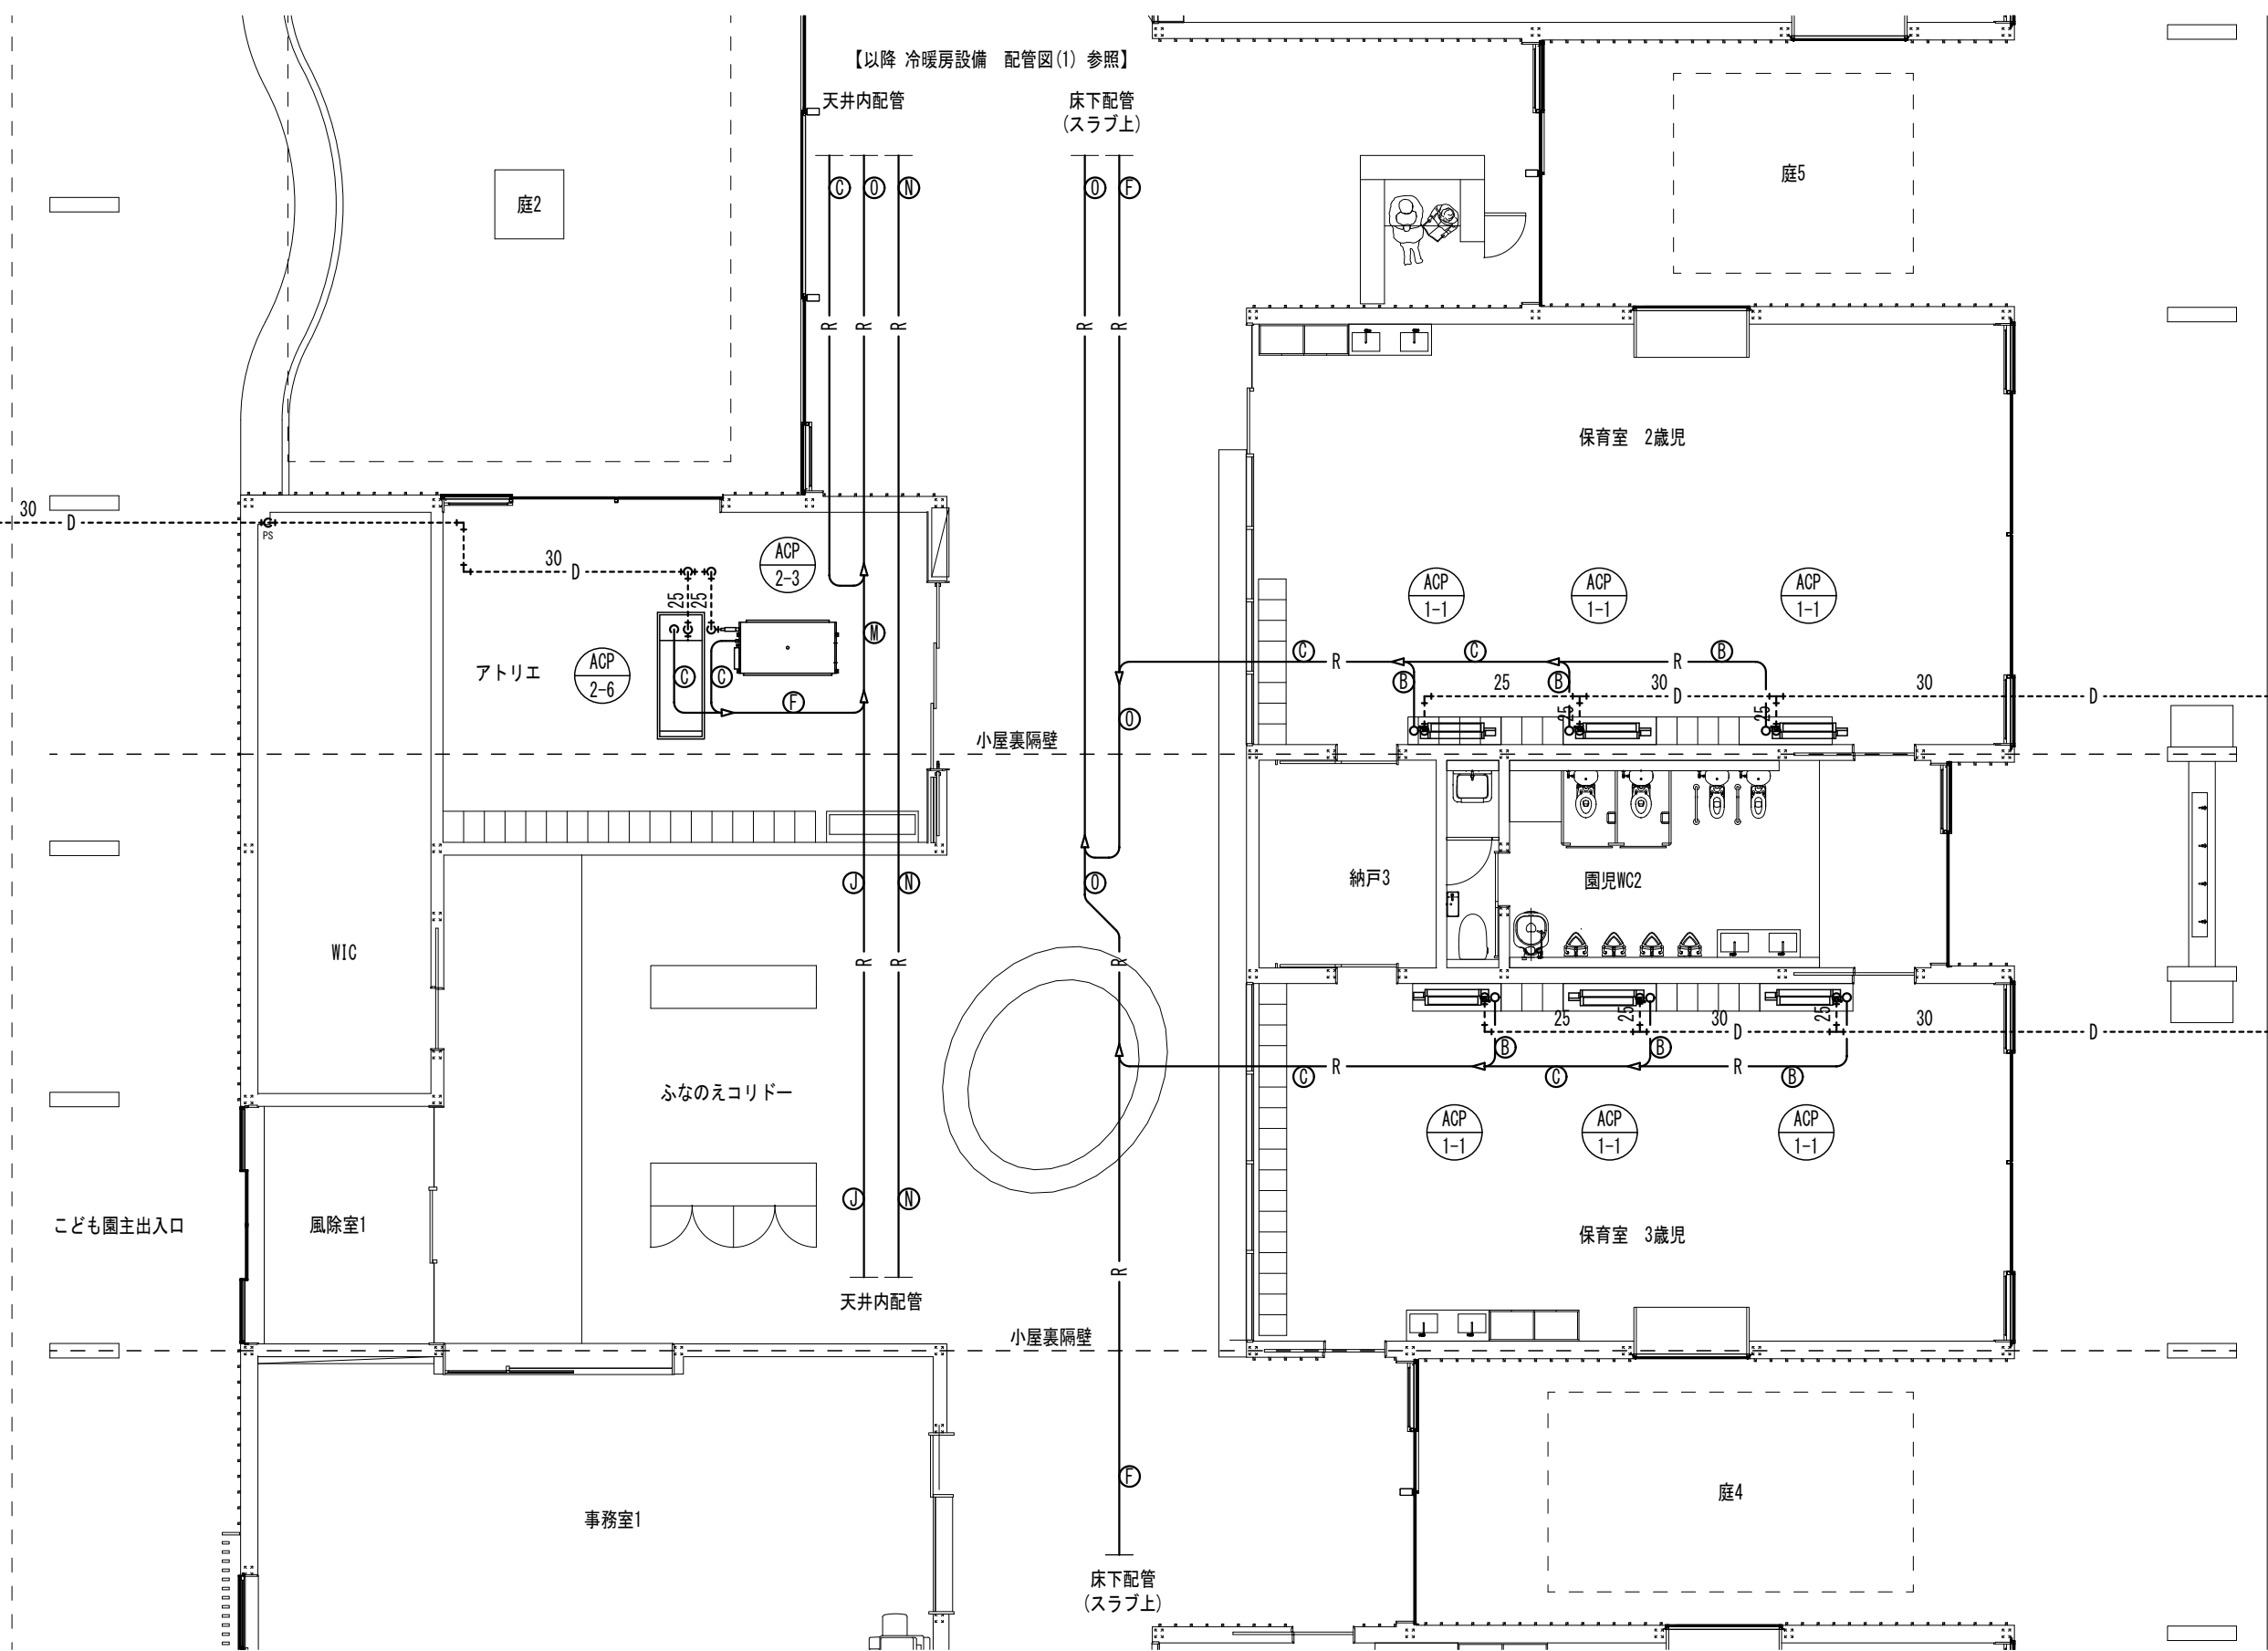 【以降 冷暖房設備　配管図(1) 参照】
天井内配管
床下配管
(スラブ上)
C
O
N
O
F
庭2
庭5
R
R
R
R
R
保育室　2歳児
30
D
PS
30
D
ACP
2-3
25
25
ACP
1-1
ACP
1-1
ACP
1-1
M
アトリエ
ACP
2-6
C
C
F
C
R
C
R
B
B
B
25
30
D
30
D
25
25
O
小屋裏隔壁
J
N
O
納戸3
園児WC2
WIC
R
R
R
25
25
30
D
25
30
D
B
B
C
R
C
R
B
ふなのえコリドー
ACP
1-1
ACP
1-1
ACP
1-1
J
N
こども園主出入口
風除室1
保育室　3歳児
R
天井内配管
小屋裏隔壁
F
庭4
事務室1
床下配管
(スラブ上)